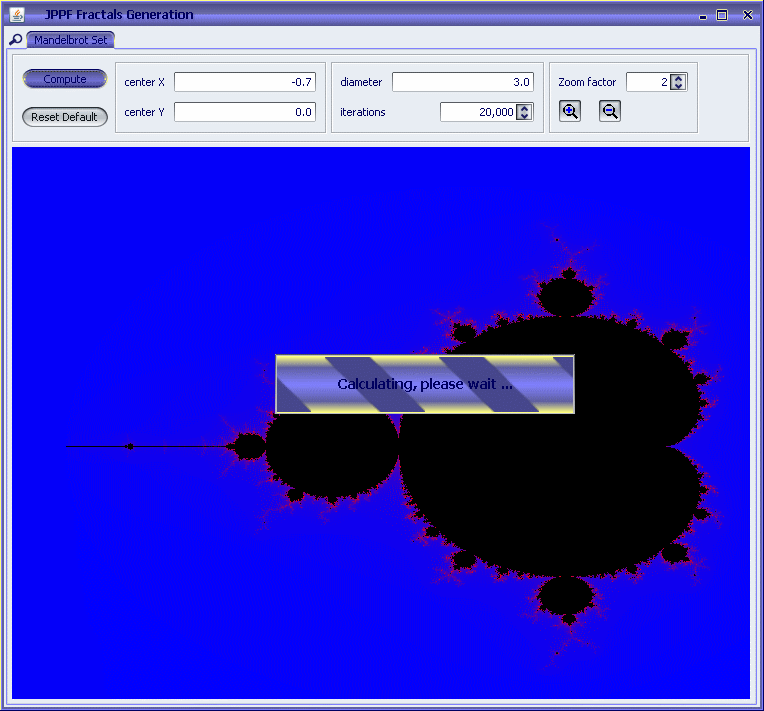 JPPF Fractals Generation
Mandelbrot Set
Compute
center X -0.7
diameter 3.0
Zoom factor 2
Reset Default
center Y 0.0
iterations 20,000
Calculating, please wait ...